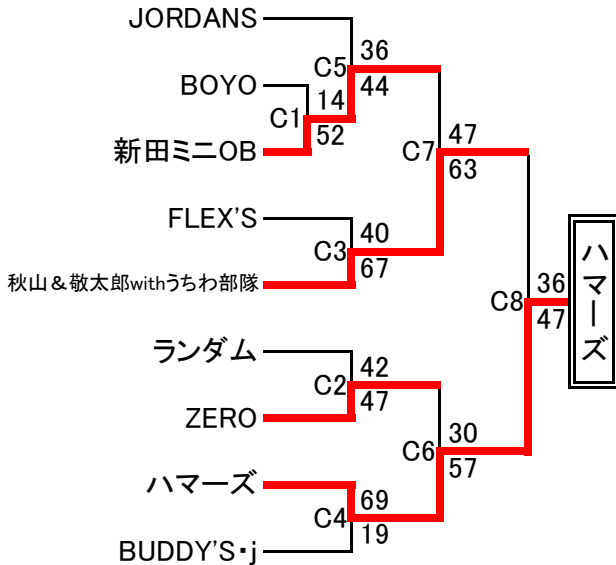 JORDANS
36
C5
44
BOYO
14
C1
52
新田ミニOB
47
C7
63
FLEX'S
40
C3
67
秋山&敬太郎withうちわ部隊
36
C8
47
ハマーズ
ランダム
42
C2
47
ZERO
30
C6
57
ハマーズ
69
C4
19
BUDDY'S・j